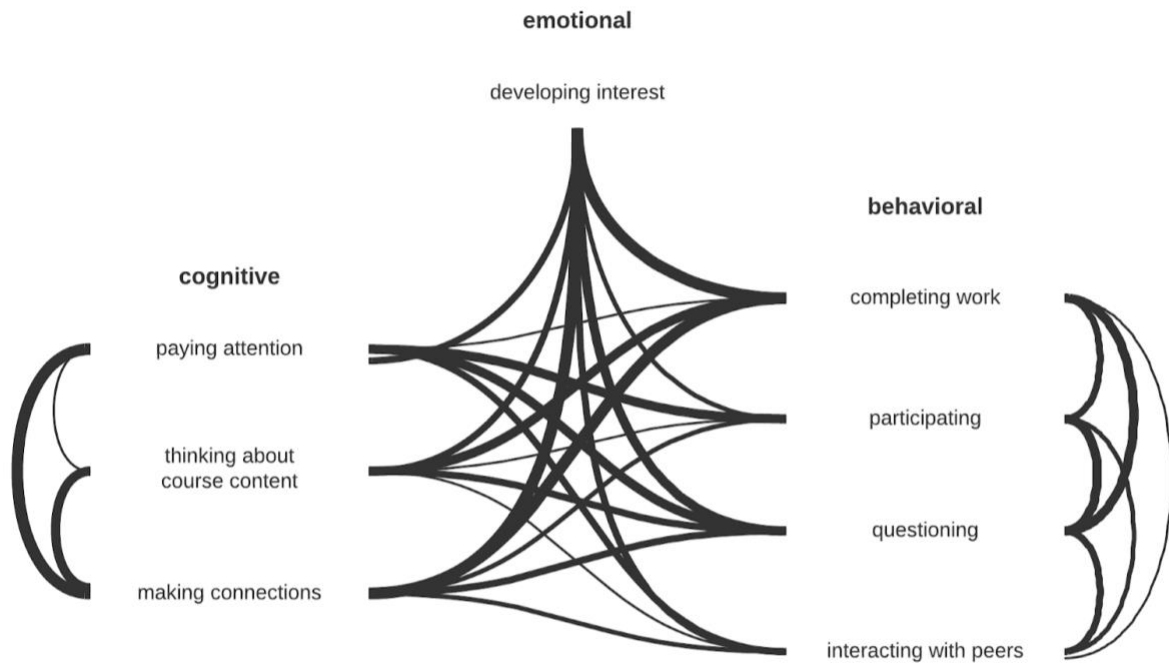 emotional
developing interest
behavioral
cognitive
completing work
paying attention
participating
thinking about
course content
questioning
making connections
interacting with peers